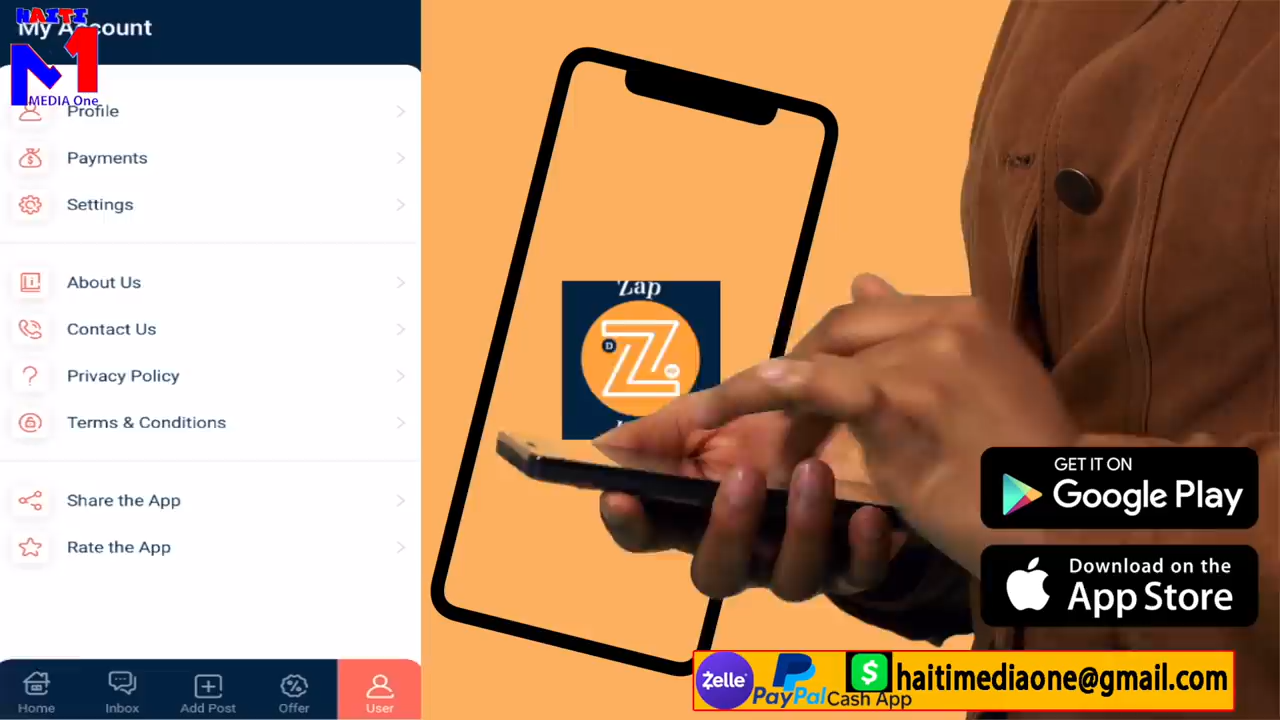 HAITI
My Account
M1
MEDIA One
Profile
Payments
Settings
About Us
Contact Us
Privacy Policy
Terms & Conditions
Share the App
Rate the App
Home
Inbox
Add Post
Offer
User
Zap
D
Z
GET IT ON
Google Play
Download on the
App Store
Zelle
PayPal
$
Cash App
haitimediaone@gmail.com